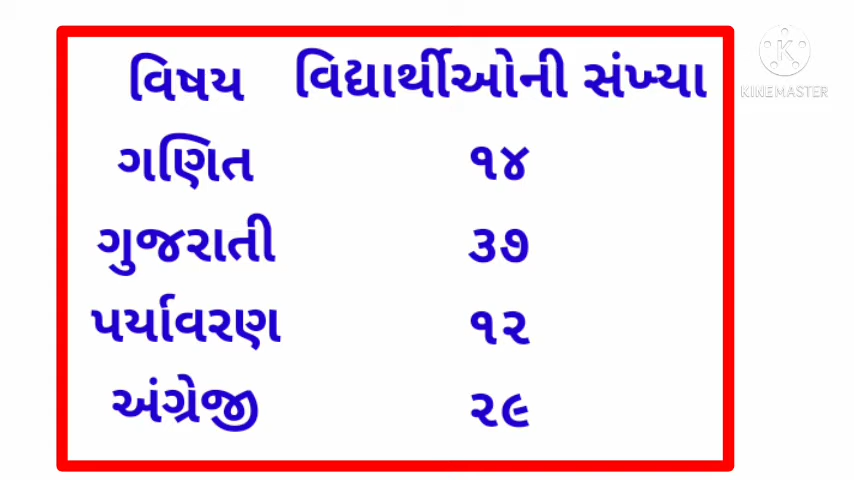 વિષય વિદ્યાર્થીઓની સંખ્યા
ગણિત ૧૪
ગુજરાતી ૩૭
પર્યાવરણ ૧૨
અંગ્રેજી ૨૯
KINEMASTER